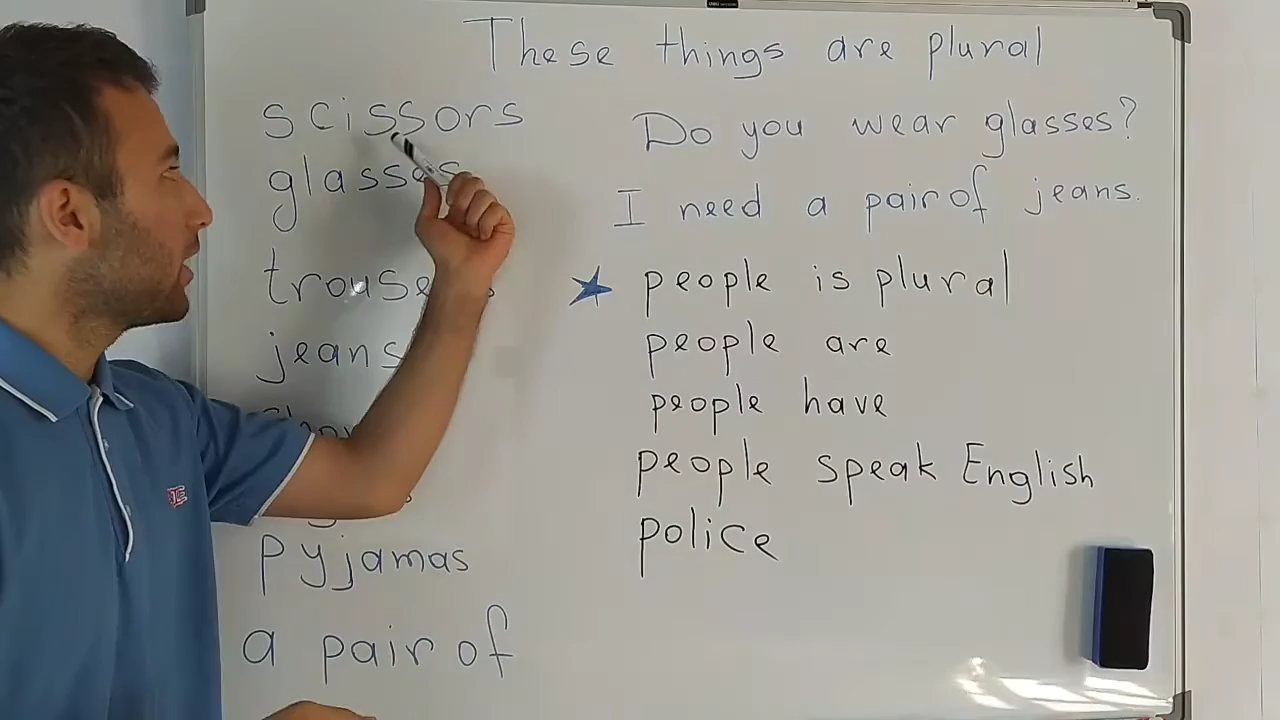 These things are plural
scissors
glasses
jeans
pyjamas
a pair of
Do you wear glasses?
I need a pair of jeans.
people is plural
people are
people have
people speak English
police